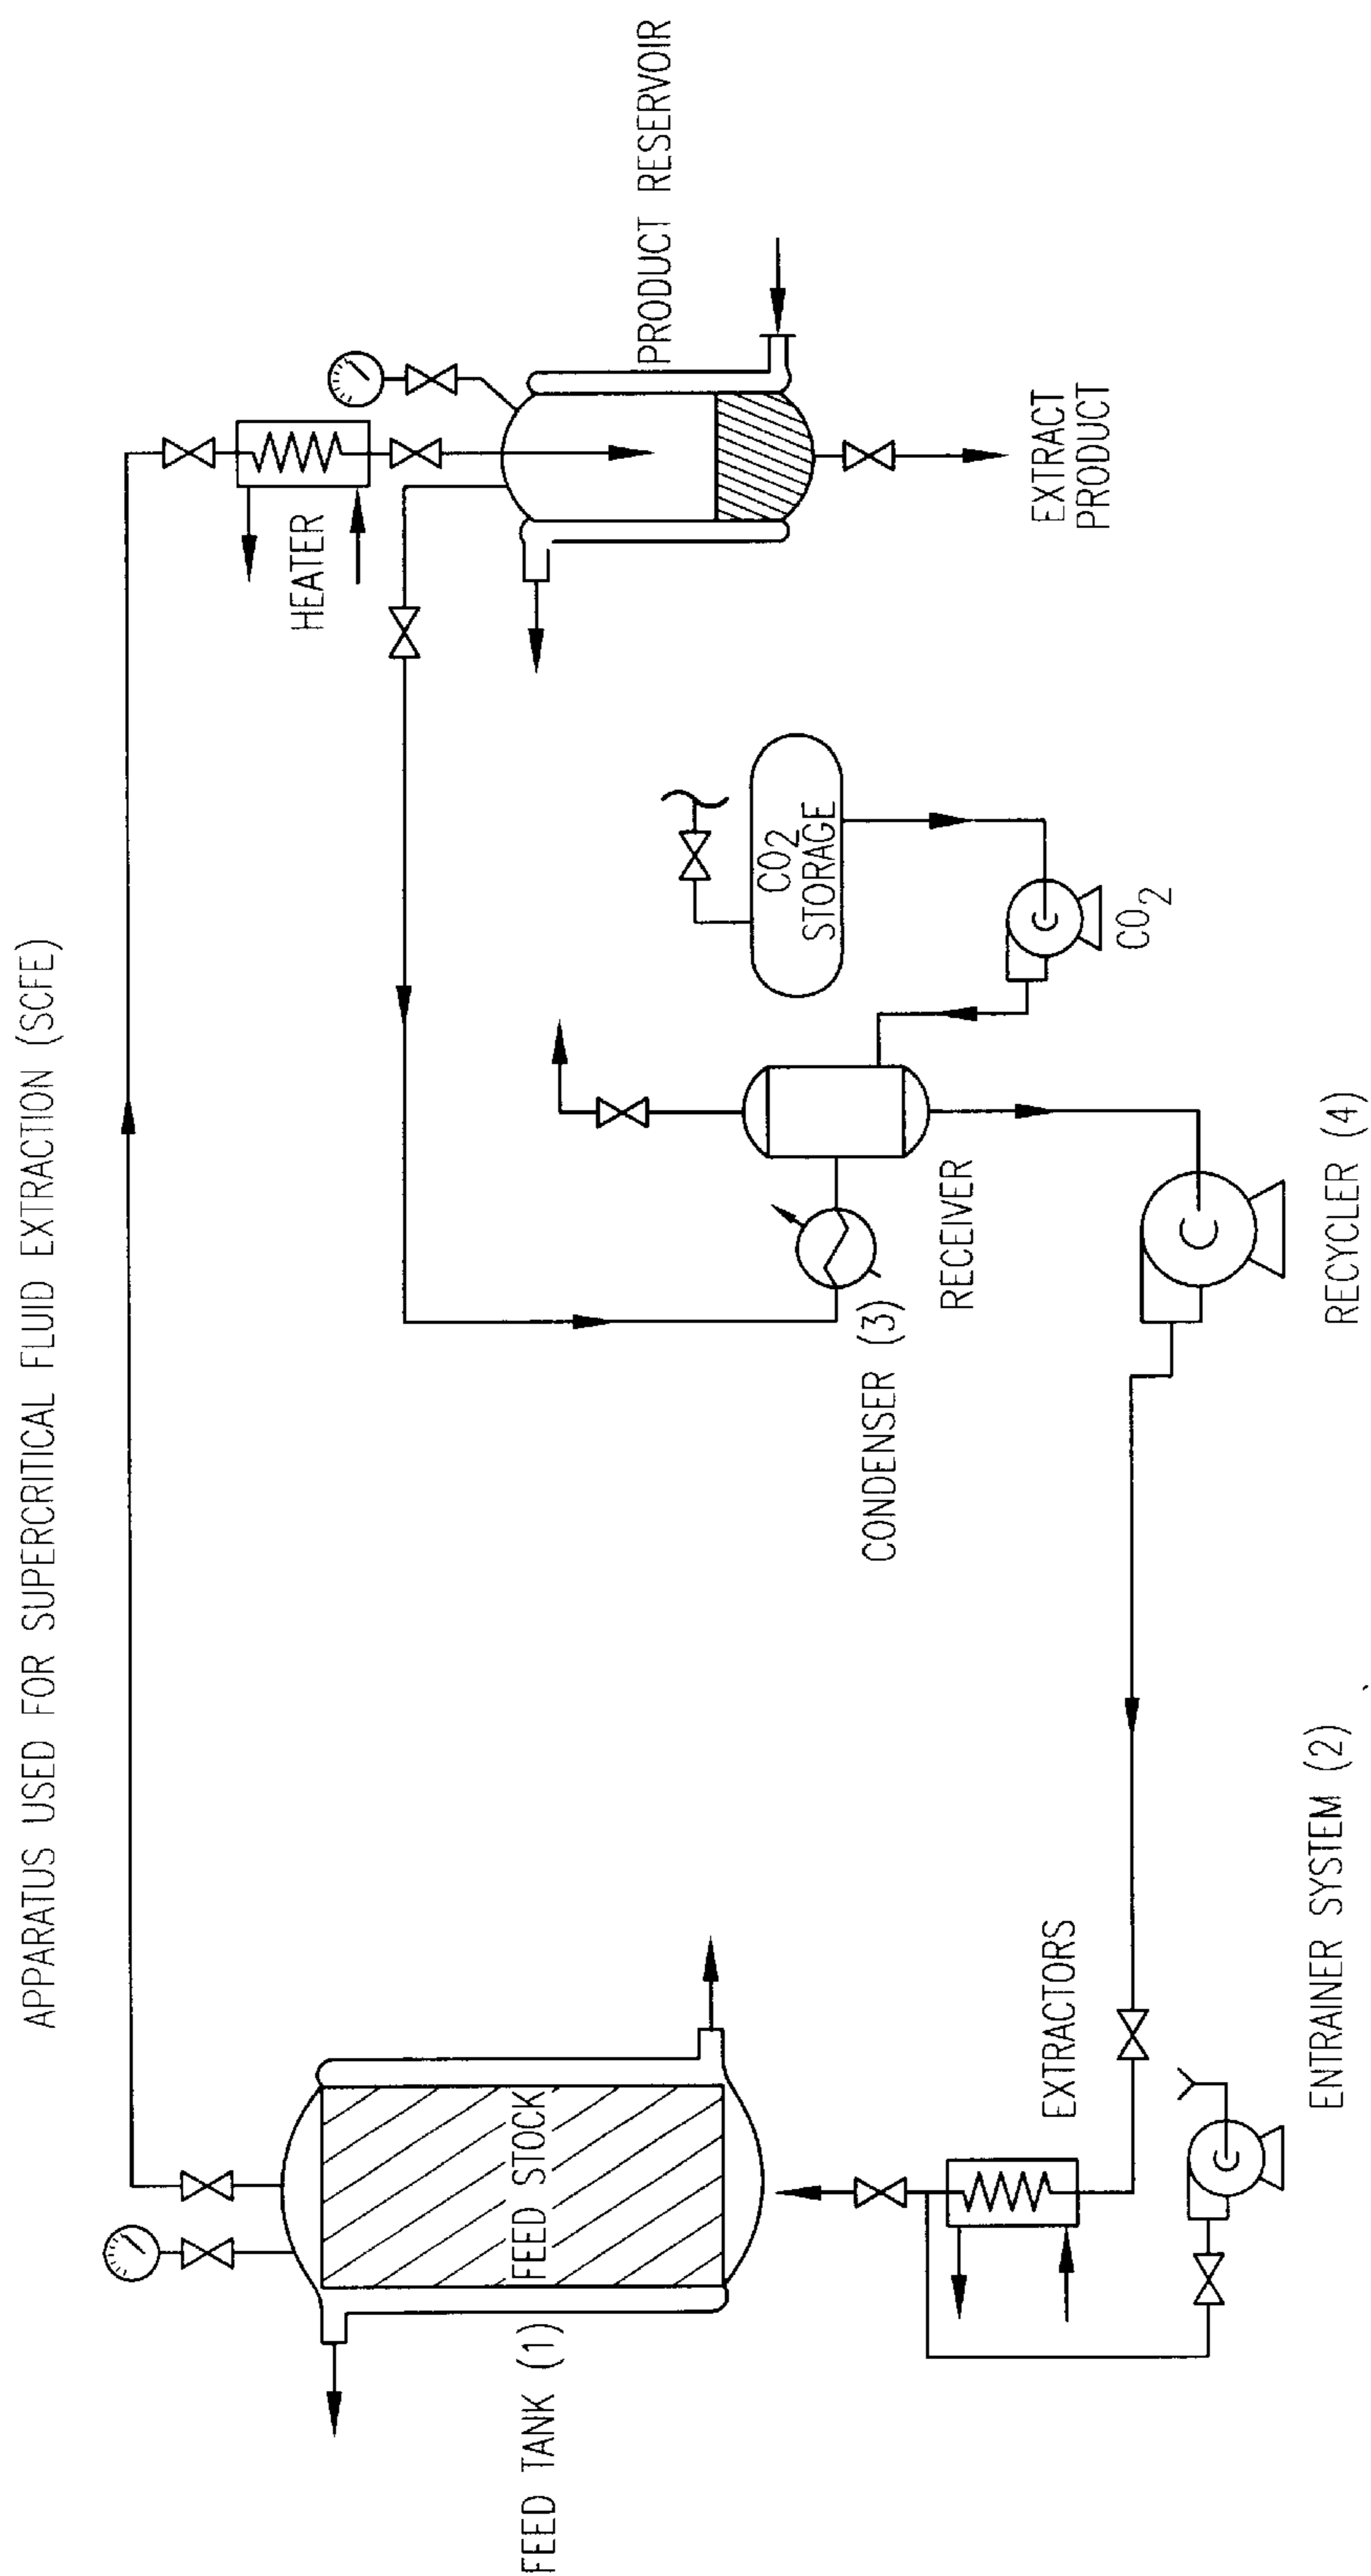 APPARATUS USED FOR SUPERCRITICAL FLUID EXTRACTION (SCFE)
HEATER
PRODUCT RESERVOIR
EXTRACT
PRODUCT
CO2
STORAGE
CO2
RECEIVER
CONDENSER (3)
RECYCLER (4)
FEED STOCK
FEED TANK (1)
EXTRACTORS
ENTRAINER SYSTEM (2)